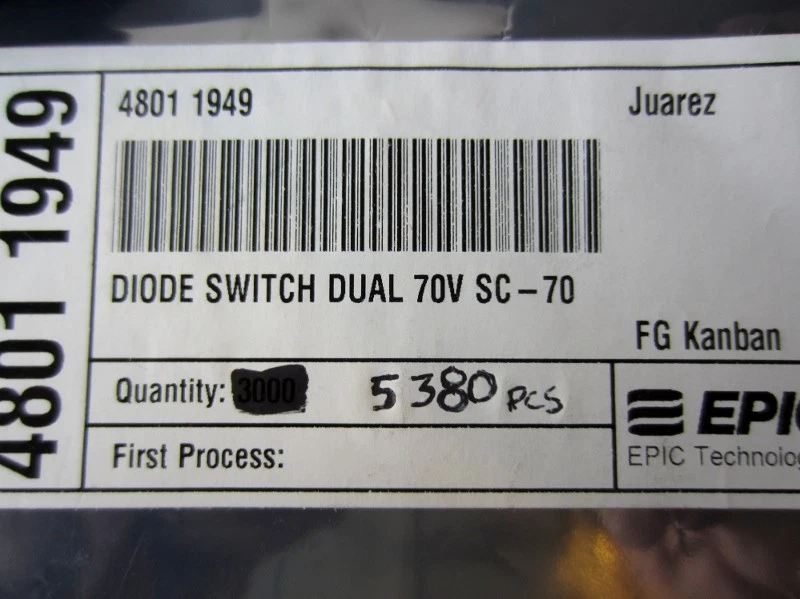 4801 1949
4801 1949
Juarez
DIODE SWITCH DUAL 70V SC-70
FG Kanban
Quantity: 3000 5380 PCS
First Process:
EPIC
EPIC Technolog